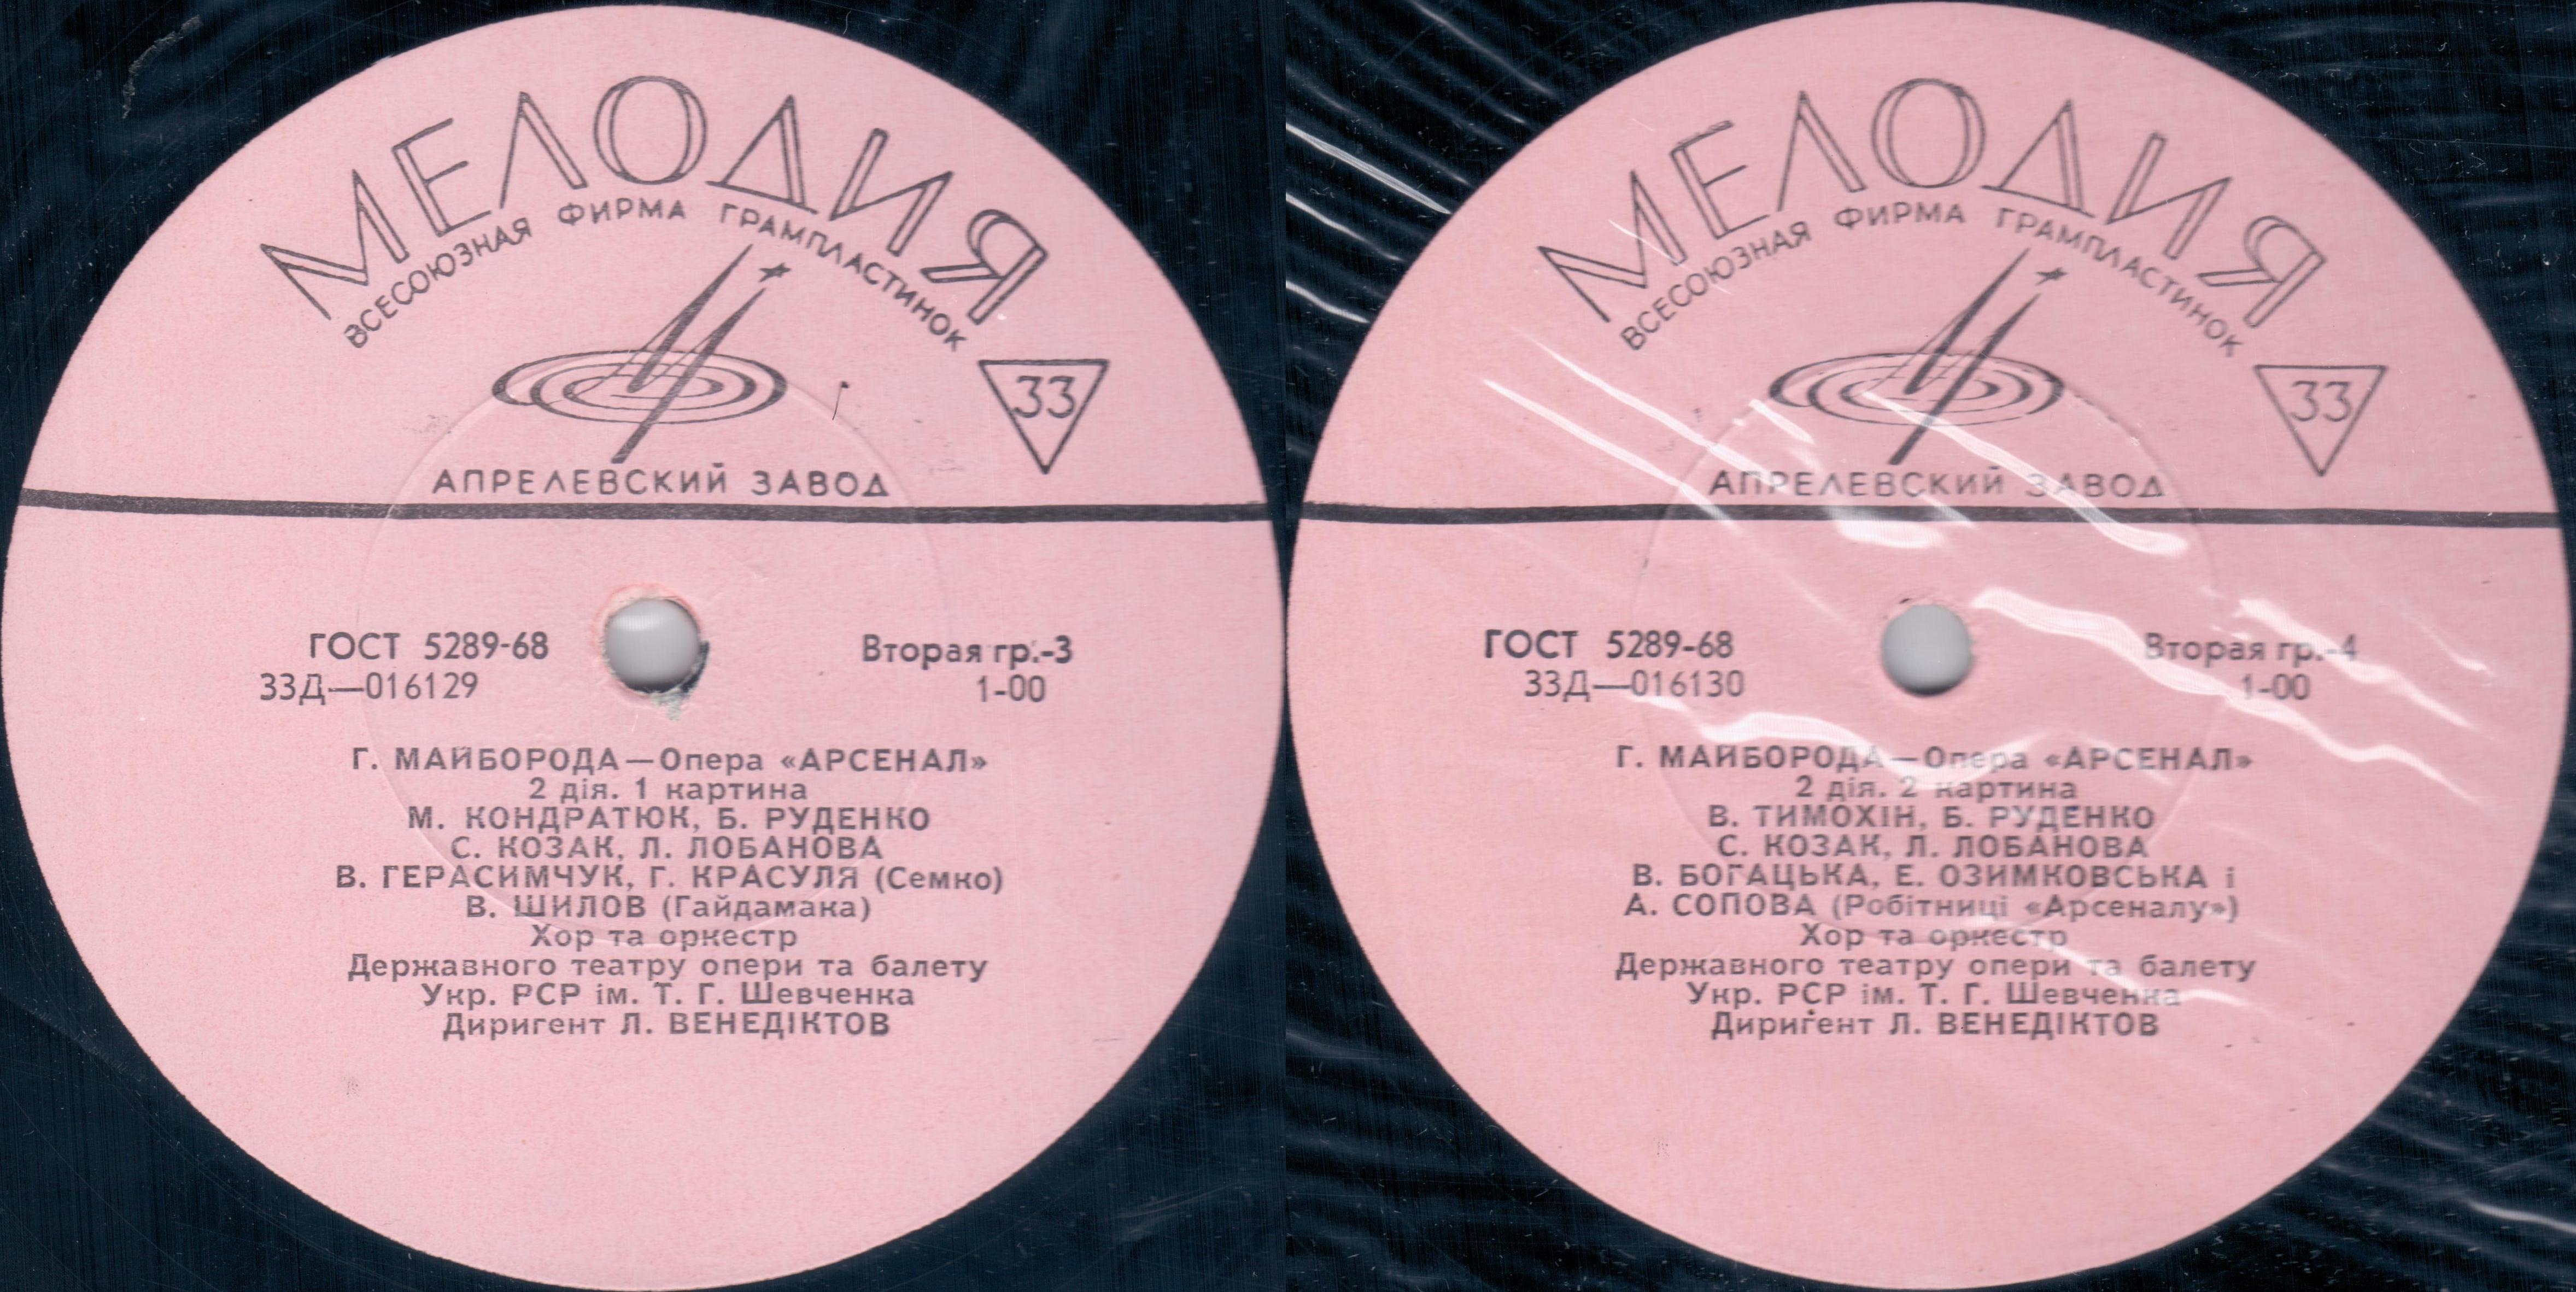 МЕЛОДИЯ
ВСЕСОЮЗНАЯ ФИРМА ГРАМПЛАСТИНОК
33
АПРЕЛЕВСКИЙ ЗАВОД
ГОСТ 5289-68
Вторая гр.-3
33Д—016129
1-00
Г. МАЙБОРОДА—Опера «АРСЕНАЛ»
2 дія. 1 картина
М. КОНДРАТЮК, Б. РУДЕНКО
С. КОЗАК, Л. ЛОБАНОВА
В. ГЕРАСИМЧУК, Г. КРАСУЛЯ (Семко)
В. ШИЛОВ (Гайдамака)
Хор та оркестр
Державного театру опери та балету
Укр. РСР ім. Т. Г. Шевченка
Диригент Л. ВЕНЕДІКТОВ
МЕЛОДИЯ
ВСЕСОЮЗНАЯ ФИРМА ГРАМПЛАСТИНОК
33
АПРЕЛЕВСКИЙ ЗАВОД
ГОСТ 5289-68
Вторая гр.-4
33Д—016130
1-00
Г. МАЙБОРОДА—Опера «АРСЕНАЛ»
2 дія. 2 картина
В. ТИМОХІН, Б. РУДЕНКО
С. КОЗАК, Л. ЛОБАНОВА
В. БОГАЦЬКА, Е. ОЗИМКОВСЬКА і
А. СОПОВА (Робітниці «Арсеналу»)
Хор та оркестр
Державного театру опери та балету
Укр. РСР ім. Т. Г. Шевченка
Диригент Л. ВЕНЕДІКТОВ